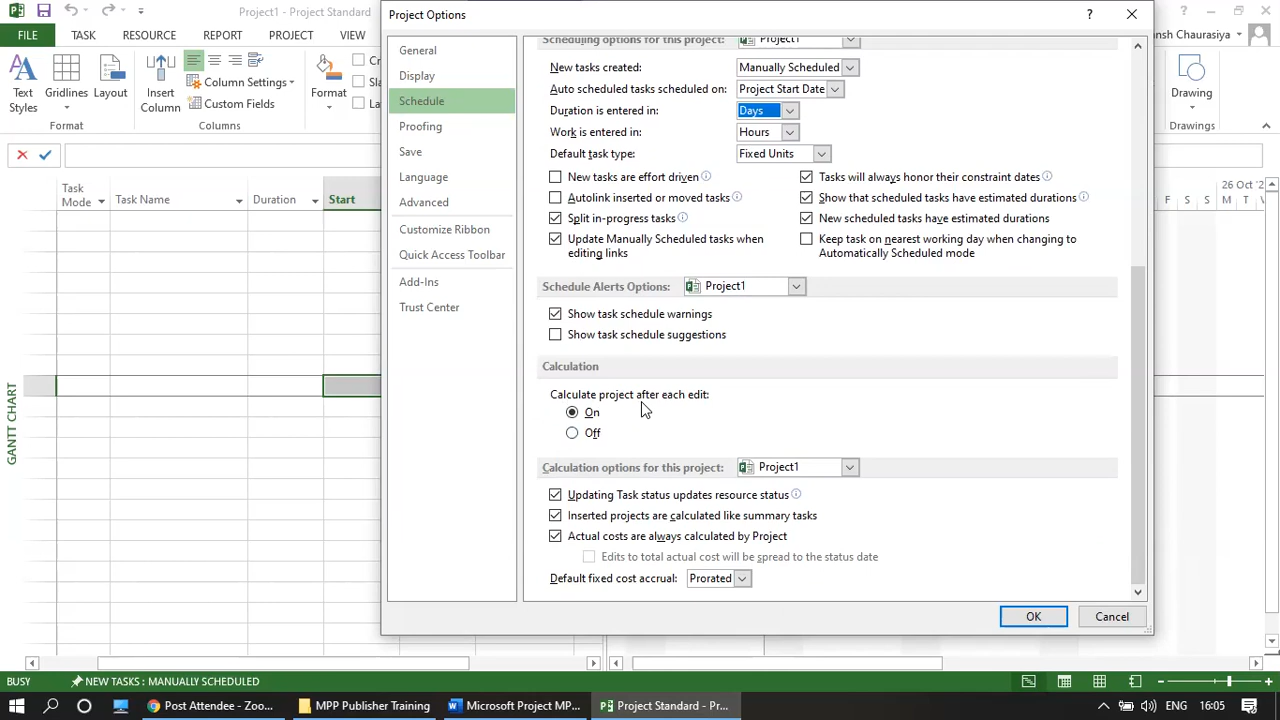 Project1 - Project Standard
Project Options
?
FILE
TASK
RESOURCE
REPORT
PROJECT
VIEW
nsh Chaurasiya
Text
Styles
Gridlines
Layout
Format
Insert
Column
Column Settings
Custom Fields
Columns
Format
Cr
Sla
Lat
Drawing
Drawings
Task
Mode
Task Name
Duration
Start
26 Oct '2
F S S M T V
GANTT CHART
General
Display
Schedule
Proofing
Save
Language
Advanced
Customize Ribbon
Quick Access Toolbar
Add-Ins
Trust Center
Scheduling options for this project: Project1
New tasks created: Manually Scheduled
Auto scheduled tasks scheduled on: Project Start Date
Duration is entered in: Days
Work is entered in: Hours
Default task type: Fixed Units
New tasks are effort driven
Tasks will always honor their constraint dates
Autolink inserted or moved tasks
Show that scheduled tasks have estimated durations
Split in-progress tasks
New scheduled tasks have estimated durations
Update Manually Scheduled tasks when
editing links
Keep task on nearest working day when changing to
Automatically Scheduled mode
Schedule Alerts Options: Project1
Show task schedule warnings
Show task schedule suggestions
Calculation
Calculate project after each edit:
On
Off
Calculation options for this project: Project1
Updating Task status updates resource status
Inserted projects are calculated like summary tasks
Actual costs are always calculated by Project
Edits to total actual cost will be spread to the status date
Default fixed cost accrual: Prorated
OK
Cancel
BUSY
NEW TASKS : MANUALLY SCHEDULED
Post Attendee - Zoo...
MPP Publisher Training
Microsoft Project MP...
Project Standard - Pr...
ENG
16:05